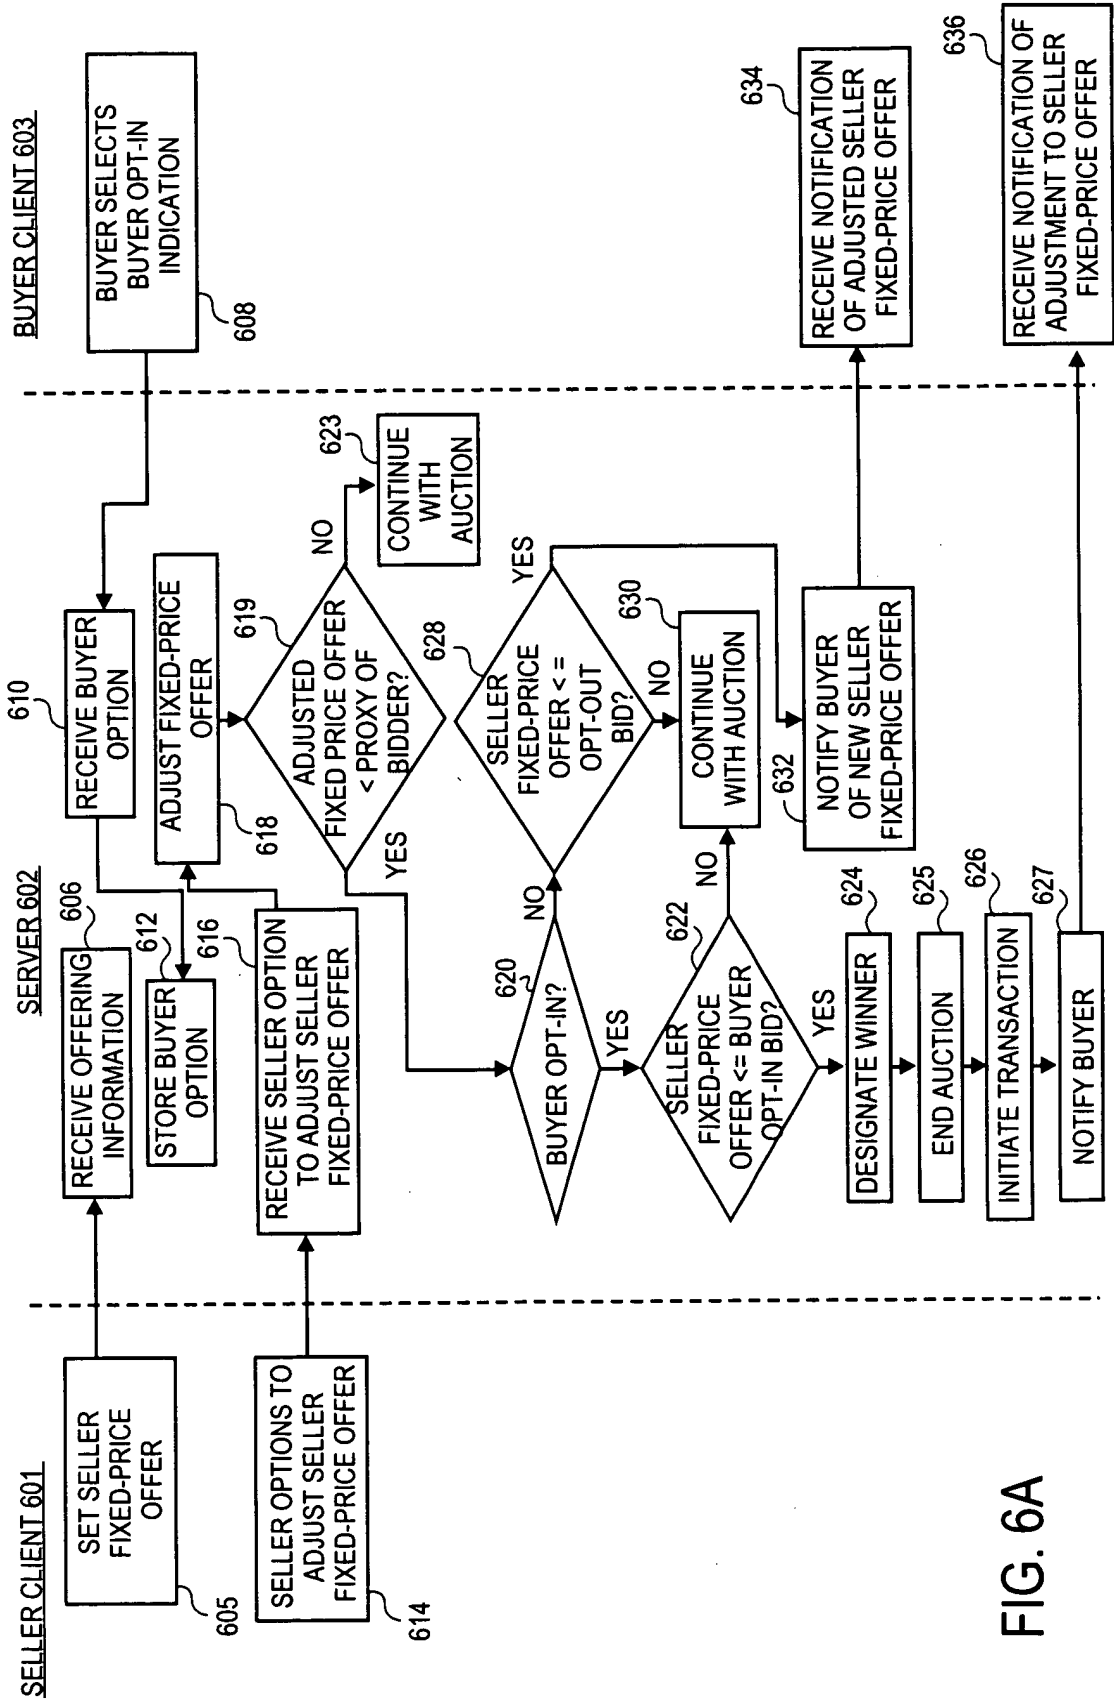 SELLER CLIENT 601
SET SELLER
FIXED-PRICE
OFFER
605
SELLER OPTIONS TO
ADJUST SELLER
FIXED-PRICE OFFER
614
SERVER 602
606
RECEIVE OFFERING
INFORMATION
610
RECEIVE BUYER
OPTION
612
STORE BUYER
OPTION
616
RECEIVE SELLER OPTION
TO ADJUST SELLER
FIXED-PRICE OFFER
ADJUST FIXED-PRICE
OFFER
618
619
ADJUSTED
FIXED PRICE OFFER
< PROXY OF
BIDDER?
NO
YES
623
CONTINUE
WITH
AUCTION
620
BUYER OPT-IN?
NO
YES
628
SELLER
FIXED-PRICE
OFFER < =
OPT-OUT
BID?
YES
NO
622
SELLER
FIXED-PRICE
OFFER <= BUYER
OPT-IN BID?
NO
YES
630
CONTINUE
WITH AUCTION
632
NOTIFY BUYER
OF NEW SELLER
FIXED-PRICE OFFER
624
DESIGNATE WINNER
625
END AUCTION
626
INITIATE TRANSACTION
627
NOTIFY BUYER
BUYER CLIENT 603
BUYER SELECTS
BUYER OPT-IN
INDICATION
608
634
RECEIVE NOTIFICATION
OF ADJUSTED SELLER
FIXED-PRICE OFFER
636
RECEIVE NOTIFICATION OF
ADJUSTMENT TO SELLER
FIXED-PRICE OFFER
FIG. 6A